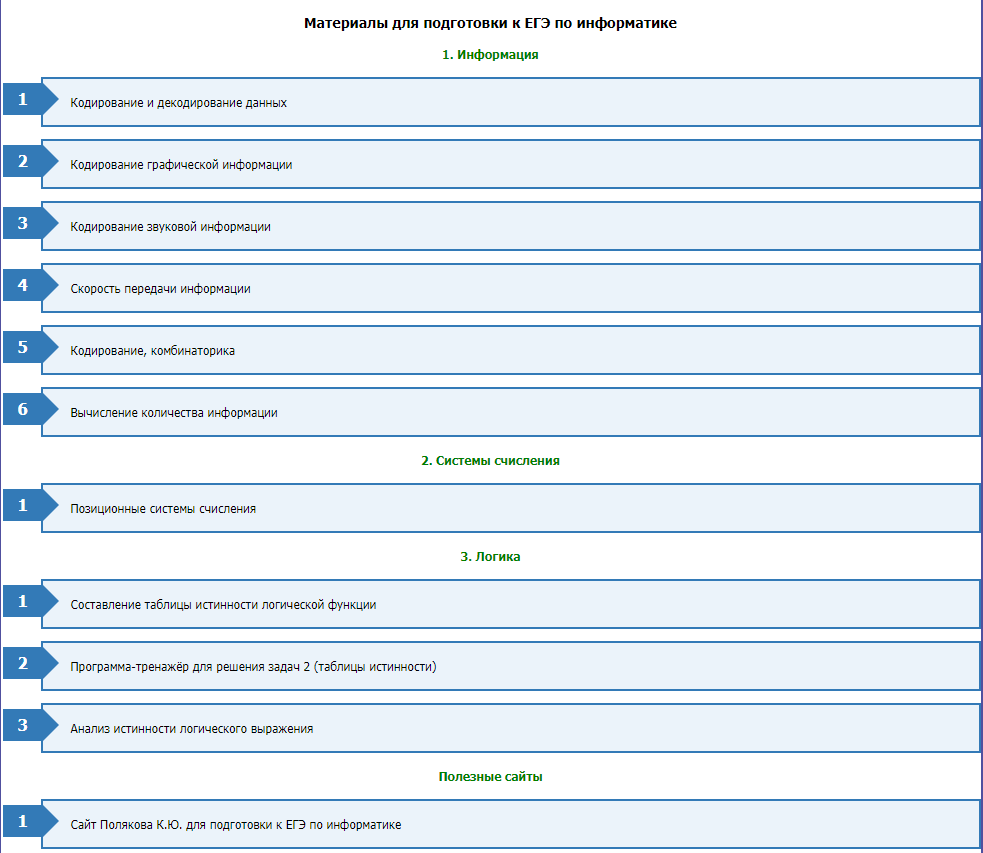 Материалы для подготовки к ЕГЭ по информатике
1. Информация
1 Кодирование и декодирование данных
2 Кодирование графической информации
3 Кодирование звуковой информации
4 Скорость передачи информации
5 Кодирование, комбинаторика
6 Вычисление количества информации
2. Системы счисления
1 Позиционные системы счисления
3. Логика
1 Составление таблицы истинности логической функции
2 Программа-тренажёр для решения задач 2 (таблицы истинности)
3 Анализ истинности логического выражения
Полезные сайты
1 Сайт Полякова К.Ю. для подготовки к ЕГЭ по информатике